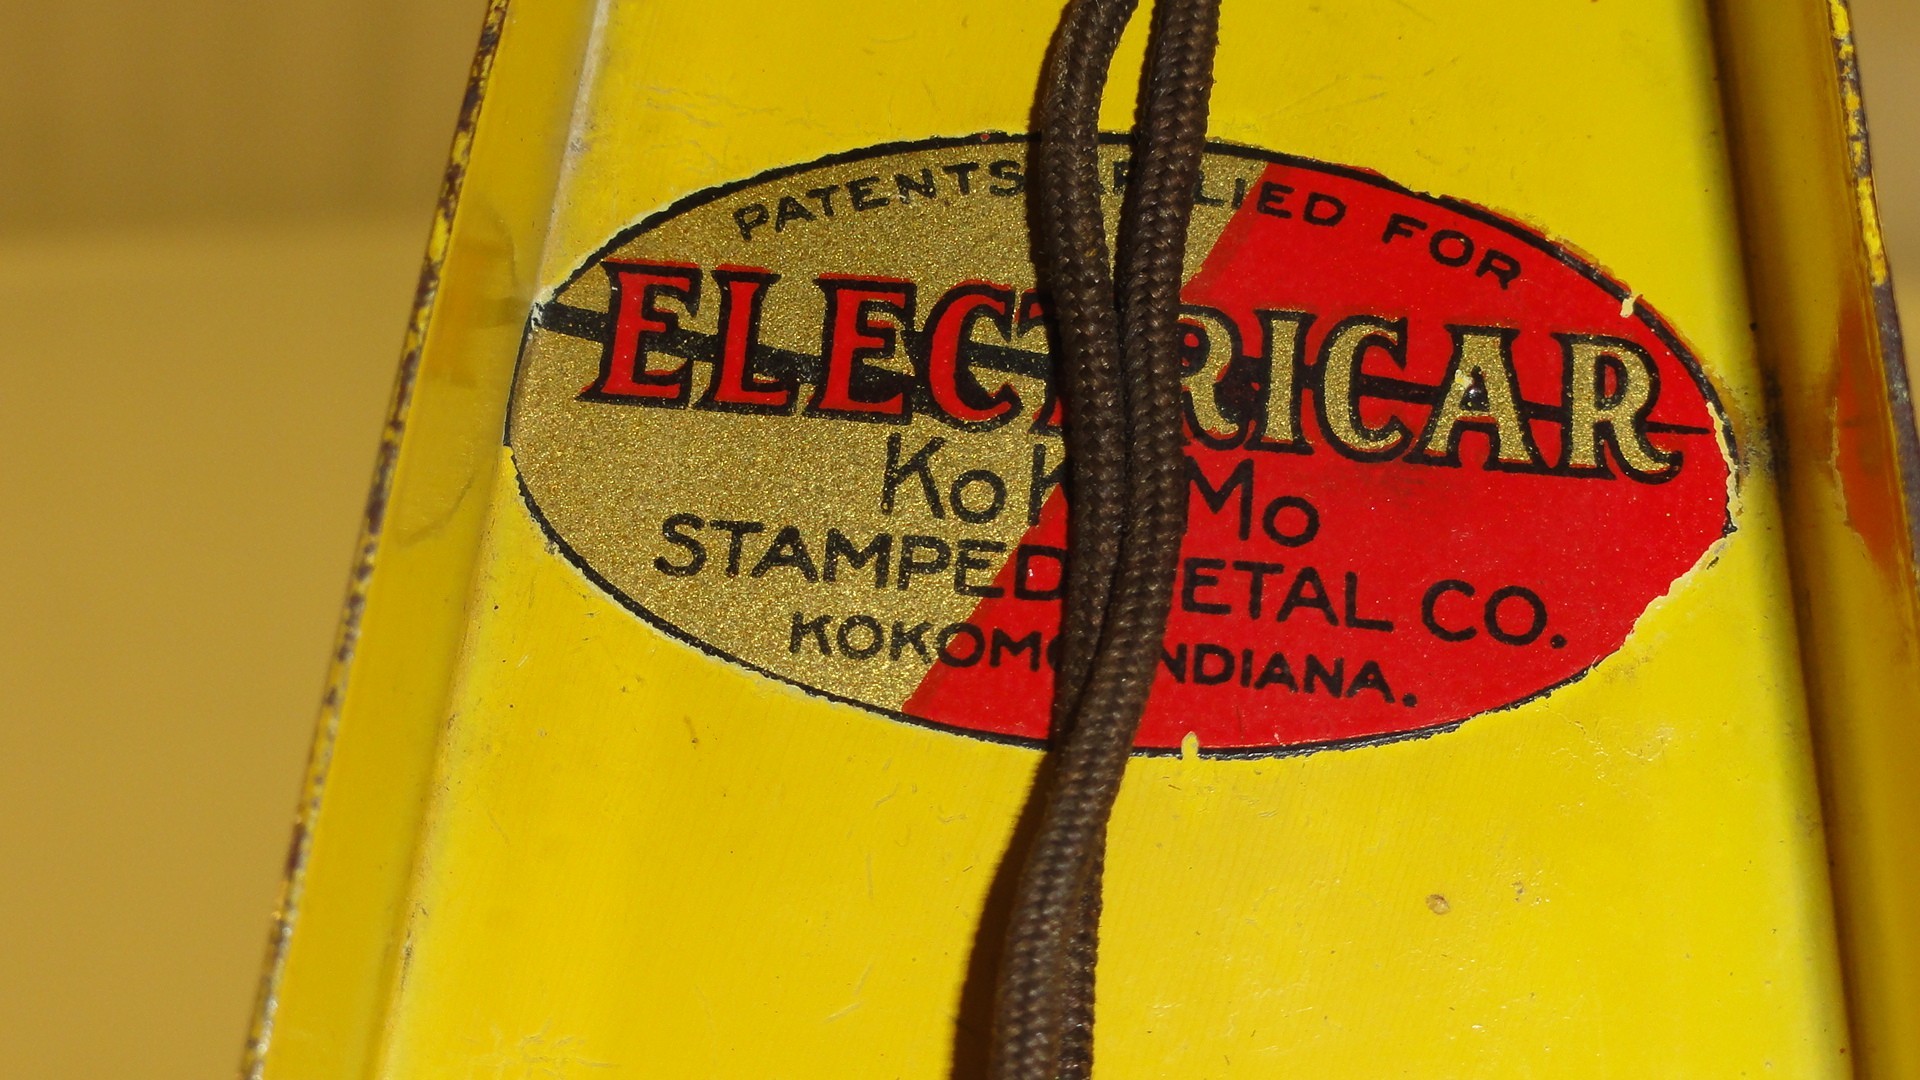 PATENTS APPLIED FOR
ELECTRICAR
KoKoMo
STAMPED METAL CO.
KOKOMO INDIANA.